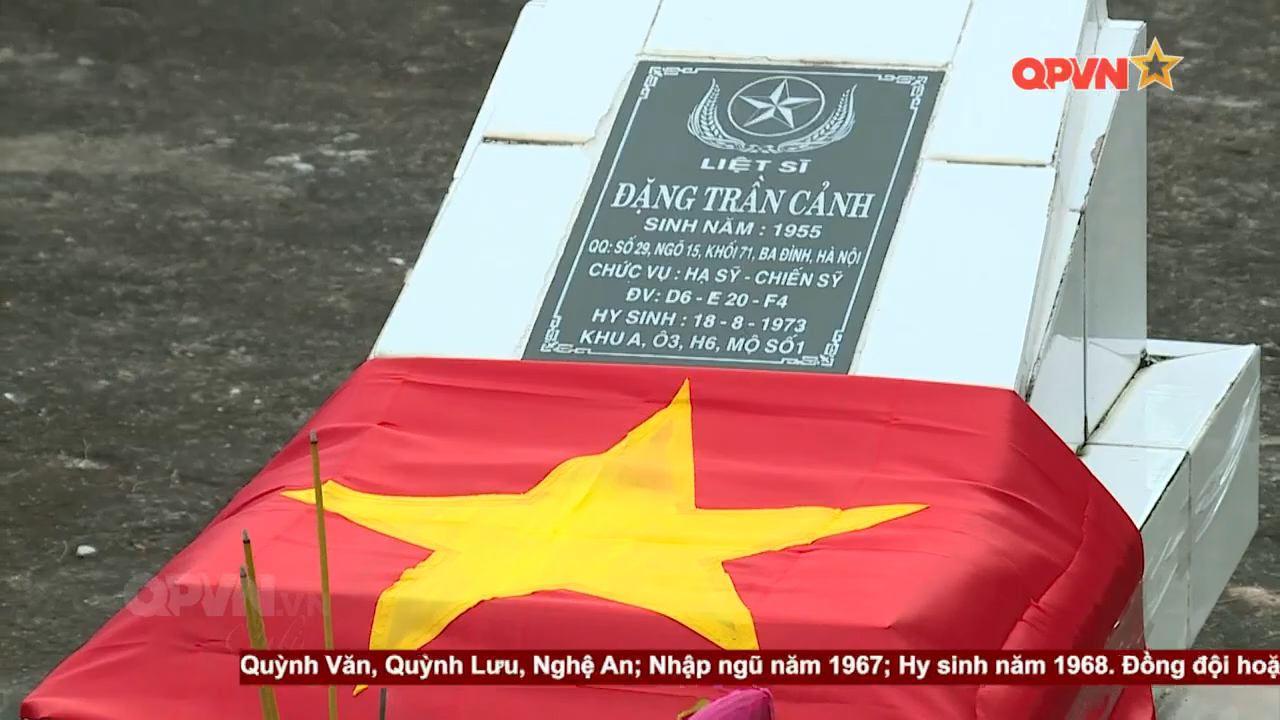 QPVN
LIỆT SĨ
ĐẶNG TRẦN CẢNH
SINH NĂM : 1955
QQ: SỐ 29, NGÕ 15, KHỐI 71, BA ĐÌNH, HÀ NỘI
CHỨC VỤ : HẠ SỸ - CHIẾN SỸ
ĐV: D6 - E 20 - F4
HY SINH : 18 - 8 - 1973
KHU A, Ô3, H6, MỘ SỐ1
QPVN.VN
Quỳnh Văn, Quỳnh Lưu, Nghệ An; Nhập ngũ năm 1967; Hy sinh năm 1968. Đồng đội hoặ